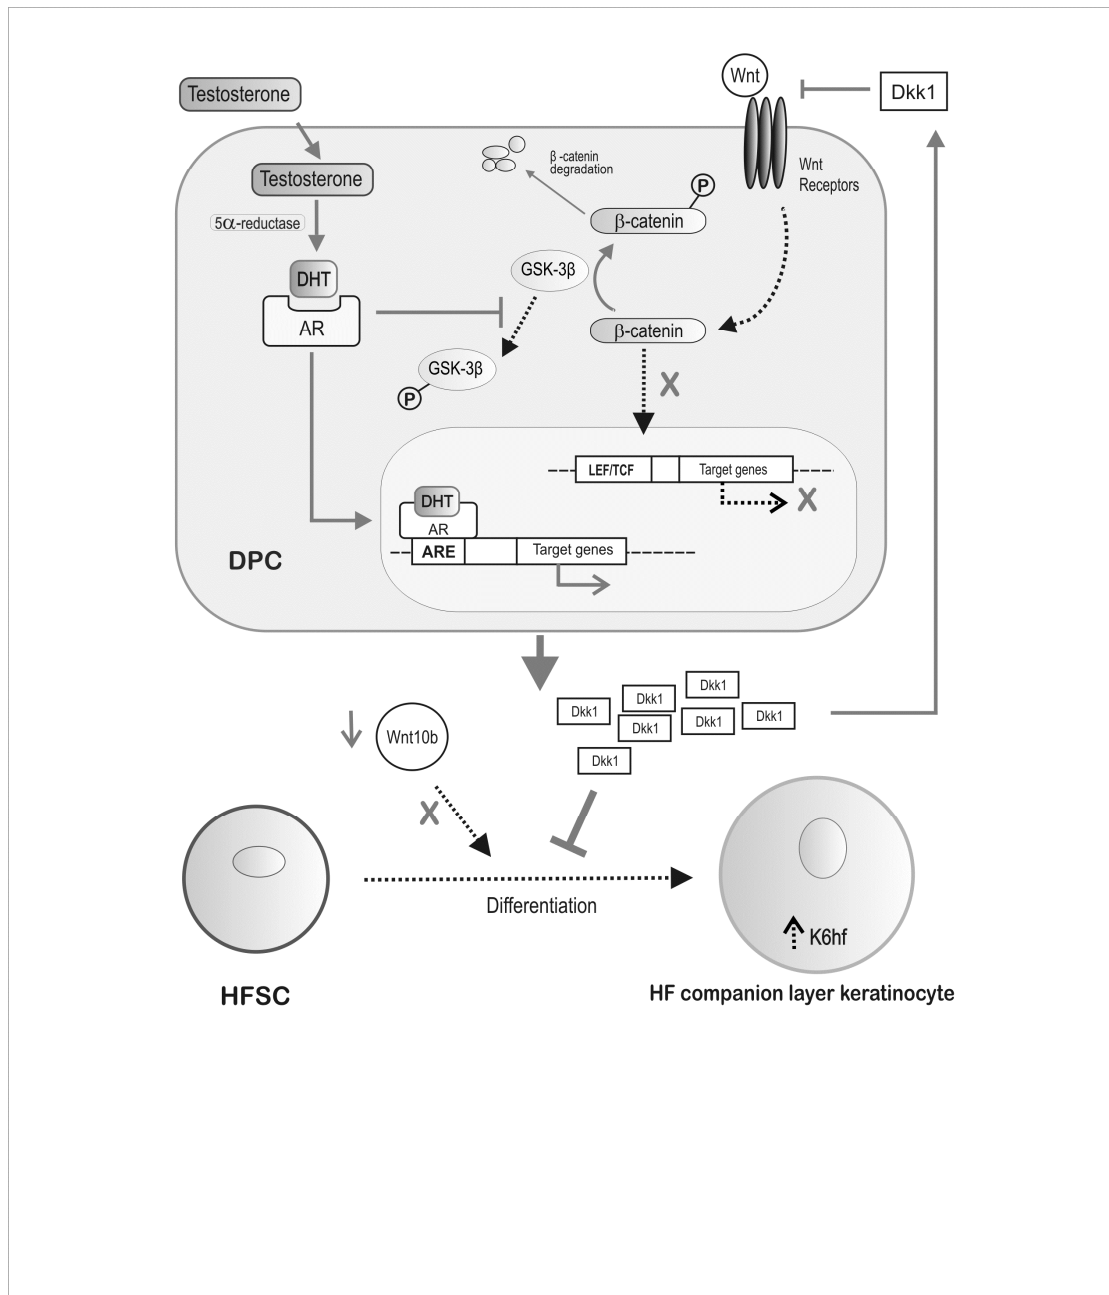 Testosterone
Wnt
Dkk1
Testosterone
5α-reductase
DHT
AR
β -catenin
degradation
P
β-catenin
Wnt
Receptors
GSK-3β
β-catenin
GSK-3β
P
X
LEF/TCF
Target genes
X
DHT
AR
ARE
Target genes
DPC
Dkk1
Dkk1
Dkk1
Dkk1
Dkk1
Dkk1
Dkk1
Wnt10b
X
Differentiation
K6hf
HFSC
HF companion layer keratinocyte